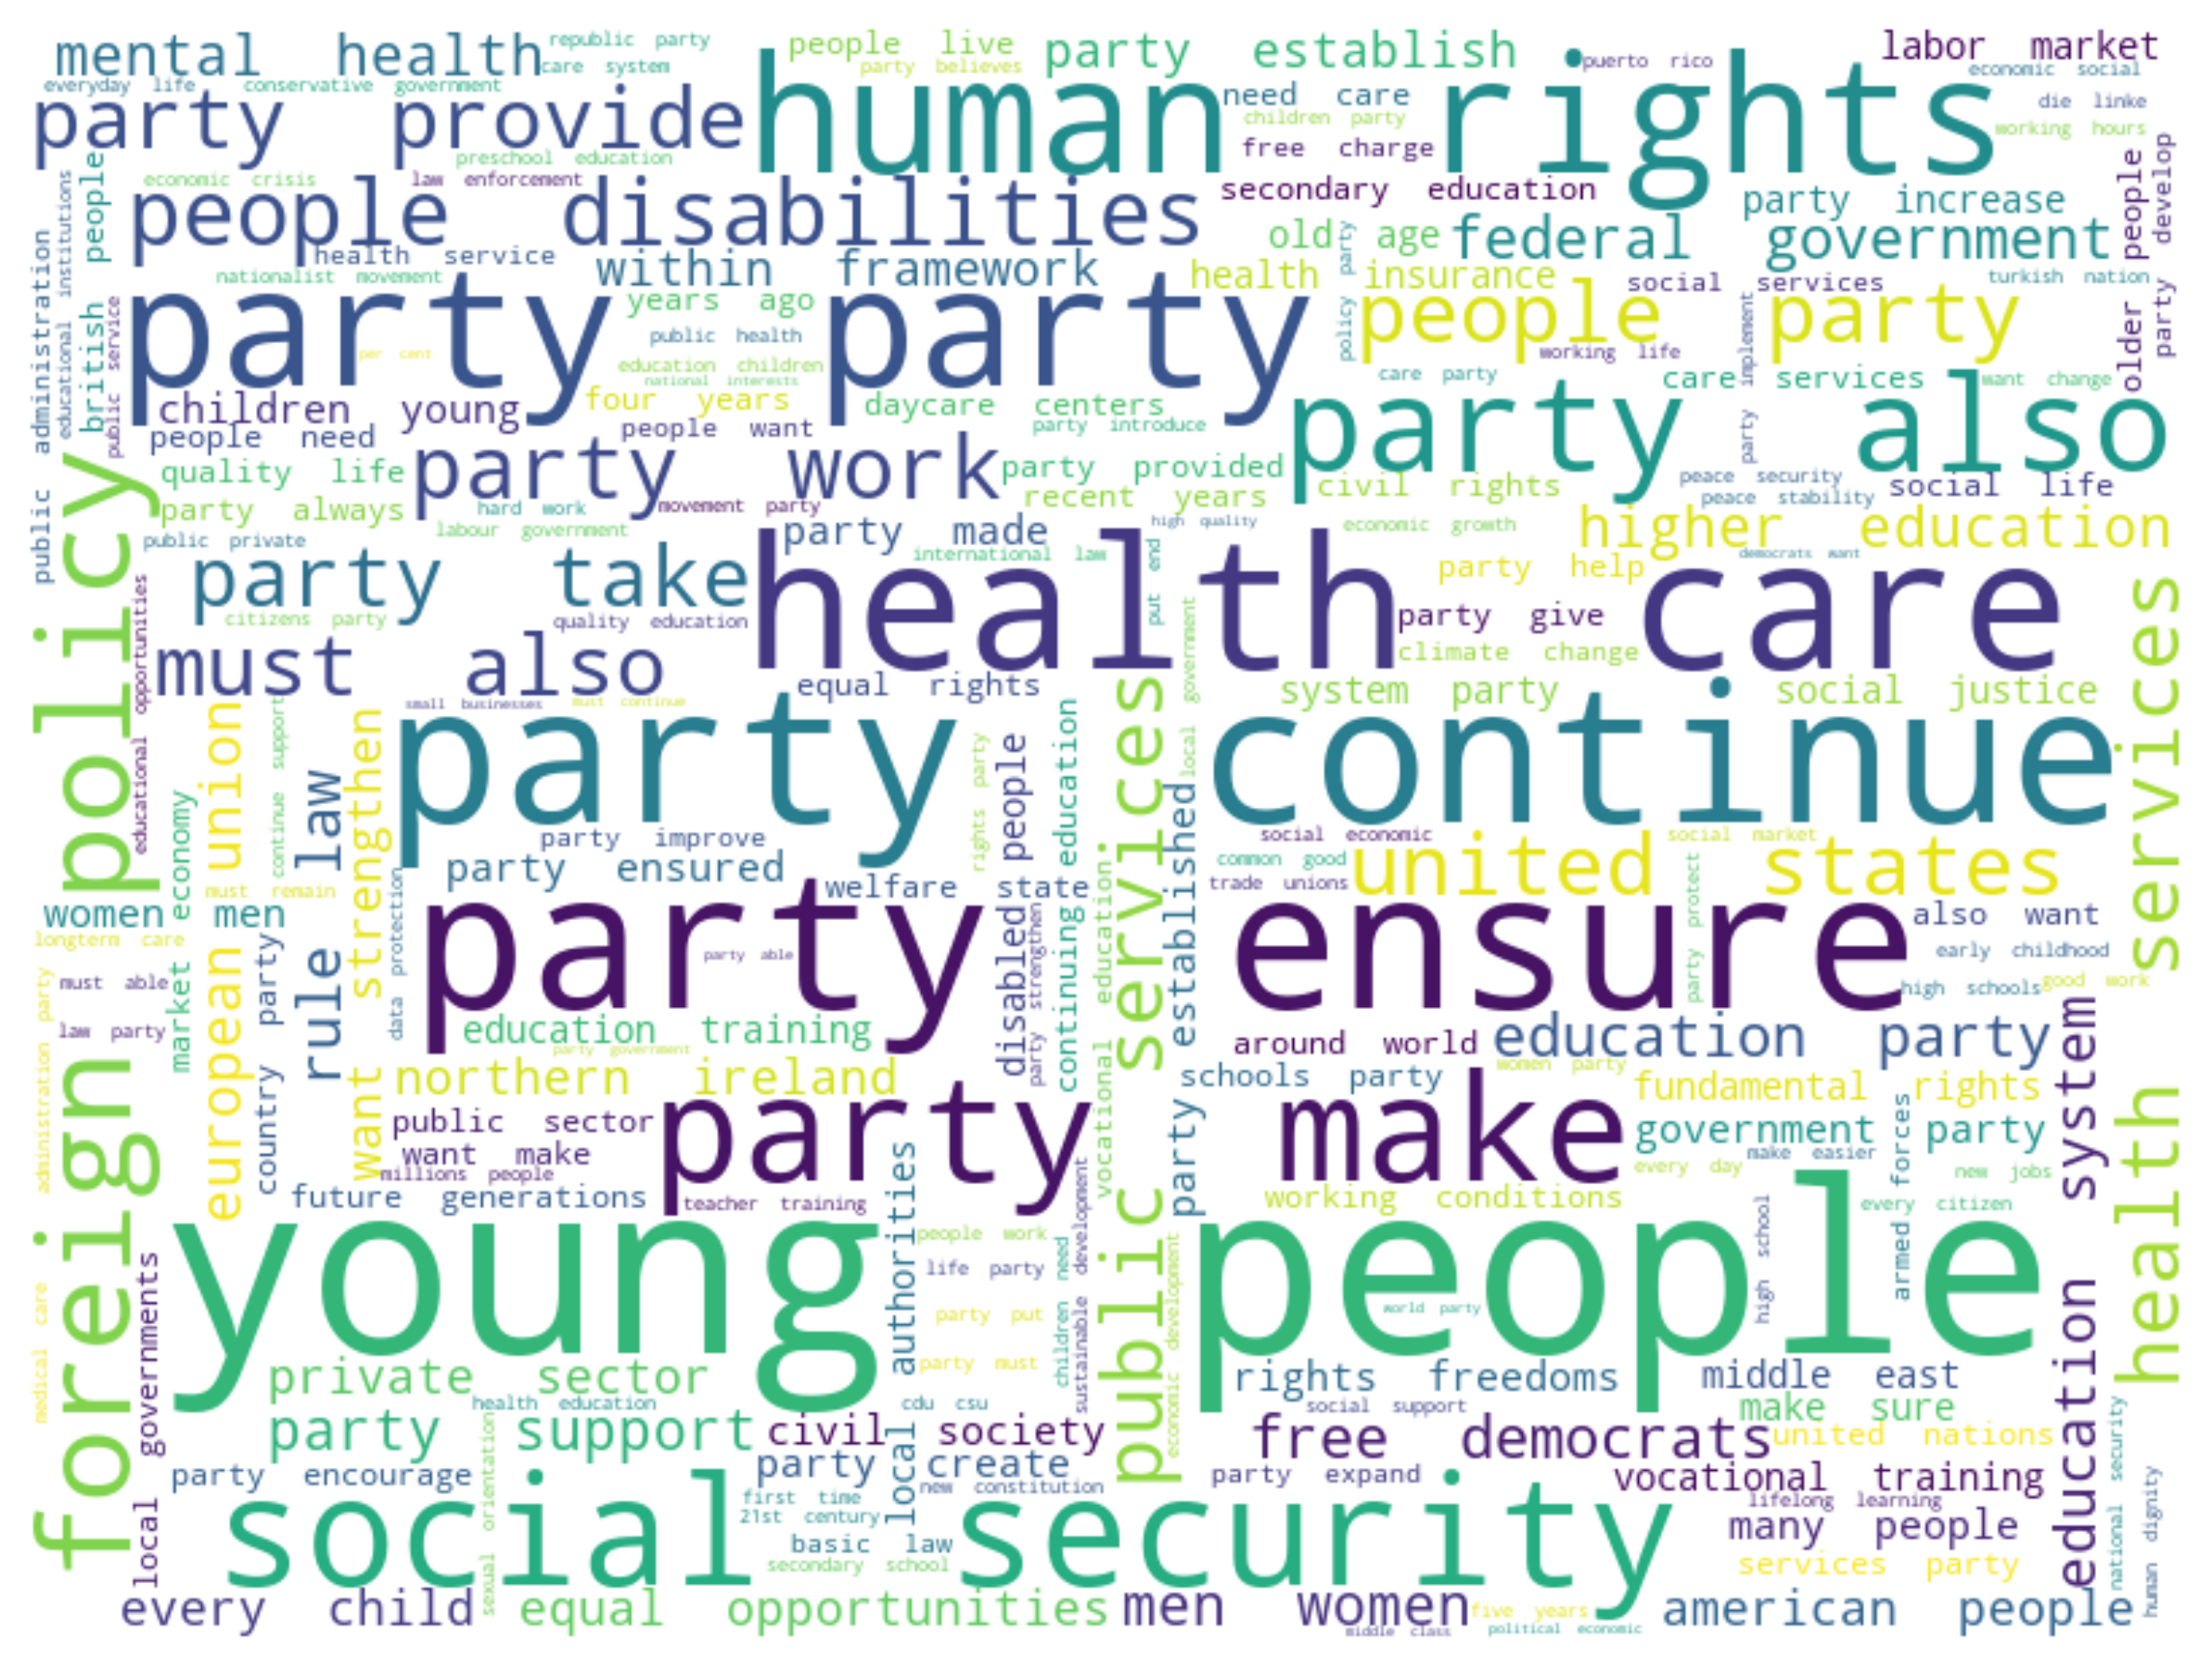 mental health
republic party
care system
people live
party believes
party establish
puerto rico
labor market
economic social
everyday life
conservative government
party provide
human rights
need care
children party
free charge
die linke
working hours
preschool education
economic crisis
law enforcement
people disabilities
secondary education
party increase
older people
party develop
british people
educational institutions
public administration
public service
health service
within framework
old age
federal government
policy party
nationalist movement
party party
years ago
health insurance
social services
turkish nation
people party
public health
per cent
education children
national interests
working life
party implement
care party
care services
want change
children young
four years
daycare centers
party introduce
party also
people need
people want
quality life
party work
party provided
recent years
civil rights
peace security
peace stability
social life
party always
hard work
movement party
labour government
public private
party made
high quality
economic growth
higher education
democrats want
international law
put end
party help
party take
health care
citizens party
quality education
party give
climate change
foreign policy
educational opportunities
must also
equal rights
system party
social justice
local government
small businesses
must continue
party continue
european union
continue support
rule law
want strengthen
market economy
rights party
disabled people
continuing education
public services
party established
health services
party improve
party ensured
social economic
social market
common good
trade unions
united states
must remain
welfare state
data protection
women men
longterm care
party ensure
party able
party strengthen
vocational education
party protect
also want
early childhood
must able
high schools
good work
law party
country party
education training
around world
education party
party government
northern ireland
schools party
women party
fundamental rights
education system
administration party
public sector
party make
government party
want make
millions people
make easier
every day
armed forces
new jobs
future generations
teacher training
local authorities
working conditions
every citizen
young people
people work
life party
children need
sustainable development
economic development
high school
world party
party put
party must
local governments
medical care
private sector
rights freedoms
middle east
health education
cdu csu
social support
make sure
party support
civil society
free democrats
united nations
party encourage
party create
new constitution
party expand
vocational training
sexual orientation
social security
first time
21st century
lifelong learning
many people
basic law
secondary school
services party
national security
human dignity
every child
equal opportunities
men women
five years
middle class
political economic
american people